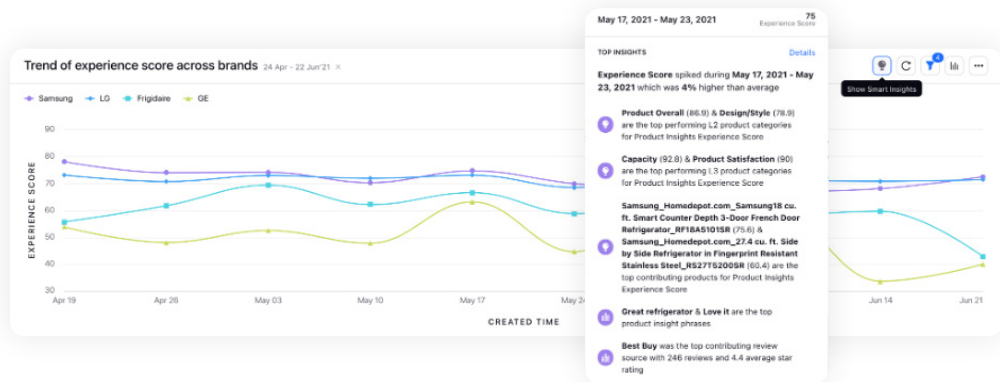 Trend of experience score across brands 24 Apr - 22 Jun'21 ×
Samsung LG Frigidaire GE
EXPERIENCE SCORE
90
80
70
60
50
40
30
Apr 19 Apr 26 May 03 May 10 May 17 May 24 Jun 14 Jun 21
CREATED TIME
4
Show Smart Insights
May 17, 2021 - May 23, 2021
75
Experience Score
TOP INSIGHTS Details
Experience Score spiked during May 17, 2021 - May
23, 2021 which was 4% higher than average
Product Overall (86.9) & Design/Style (78.9)
are the top performing L2 product categories
for Product Insights Experience Score
Capacity (92.8) & Product Satisfaction (90)
are the top performing L3 product categories
for Product Insights Experience Score
Samsung_Homedepot.com_Samsung18 cu.
ft. Smart Counter Depth 3-Door French Door
Refrigerator_RF18A5101SR (75.6) &
Samsung_Homedepot.com_27.4 cu. ft. Side
by Side Refrigerator in Fingerprint Resistant
Stainless Steel_RS27T5200SR (60.4) are the
top contributing products for Product Insights
Experience Score
Great refrigerator & Love it are the top
product insight phrases
Best Buy was the top contributing review
source with 246 reviews and 4.4 average star
rating